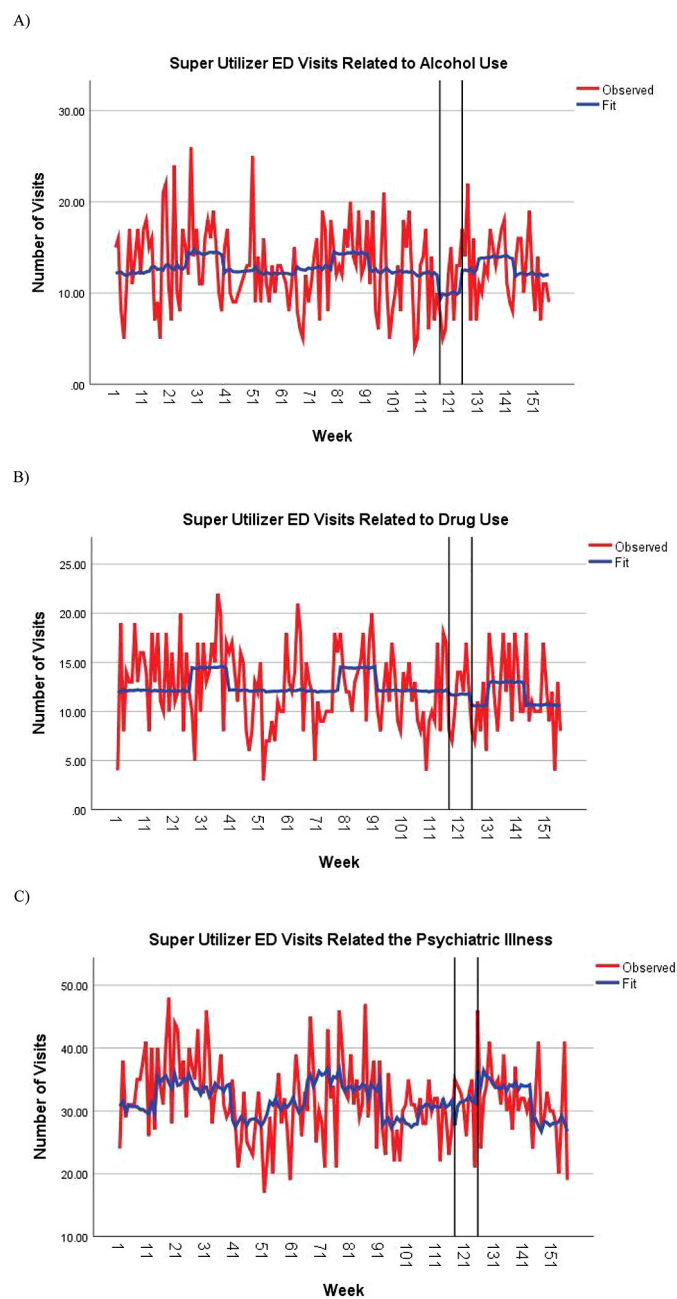 A)
Super Utilizer ED Visits Related to Alcohol Use
Observed
Fit
30.00
20.00
10.00
.00
Number of Visits
1 11 21 31 41 51 61 71 81 91 101 111 121 131 141 151
Week
B)
Super Utilizer ED Visits Related to Drug Use
Observed
Fit
25.00
20.00
15.00
10.00
5.00
.00
Number of Visits
1 11 21 31 41 51 61 71 81 91 101 111 121 131 141 151
Week
C)
Super Utilizer ED Visits Related the Psychiatric Illness
Observed
Fit
50.00
40.00
30.00
20.00
10.00
Number of Visits
1 11 21 31 41 51 61 71 81 91 101 111 121 131 141 151
Week